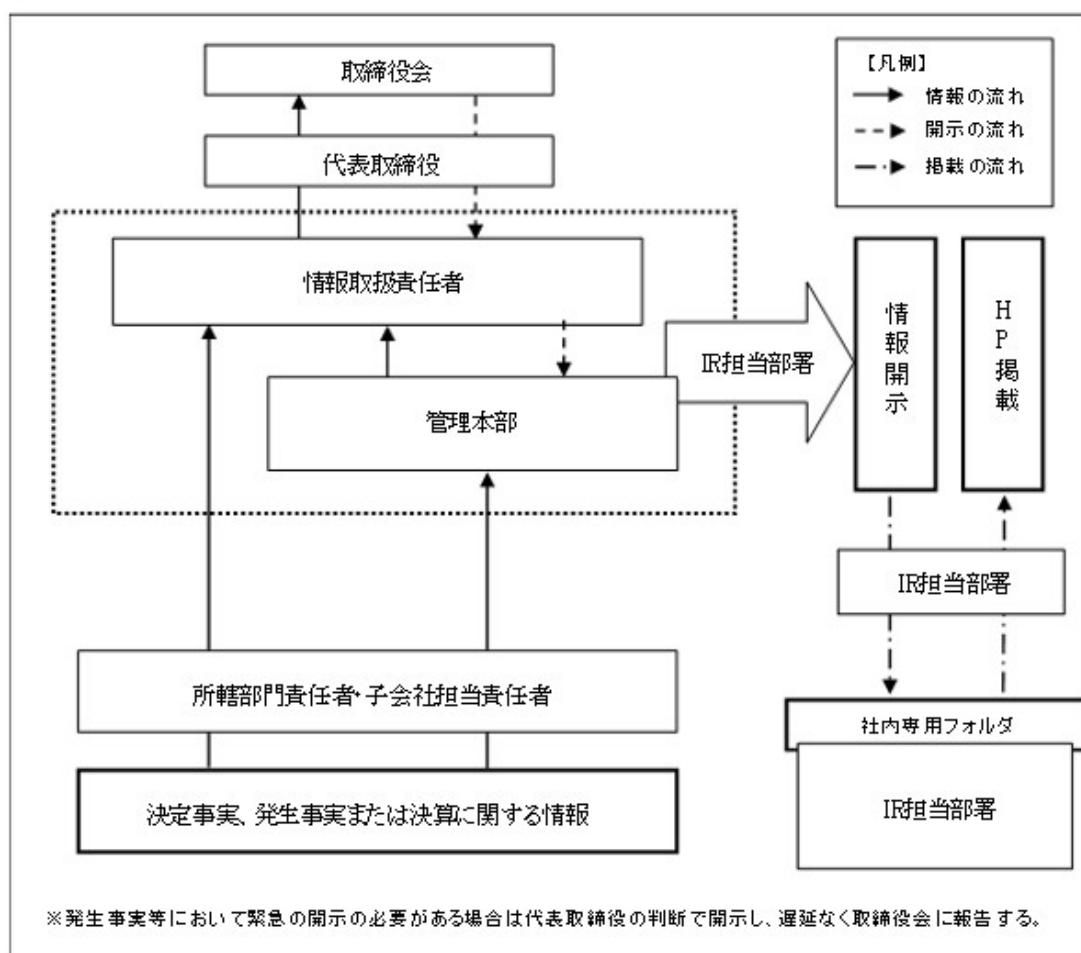 取締役会
代表取締役
【凡例】
情報の流れ
開示の流れ
掲載の流れ
情報取扱責任者
管理本部
IR担当部署
情報開示
HP掲載
IR担当部署
所轄部門責任者・子会社担当責任者
社内専用フォルダ
IR担当部署
決定事実、発生事実または決算に関する情報
※発生事実等において緊急の開示の必要がある場合は代表取締役の判断で開示し、遅延なく取締役会に報告する。